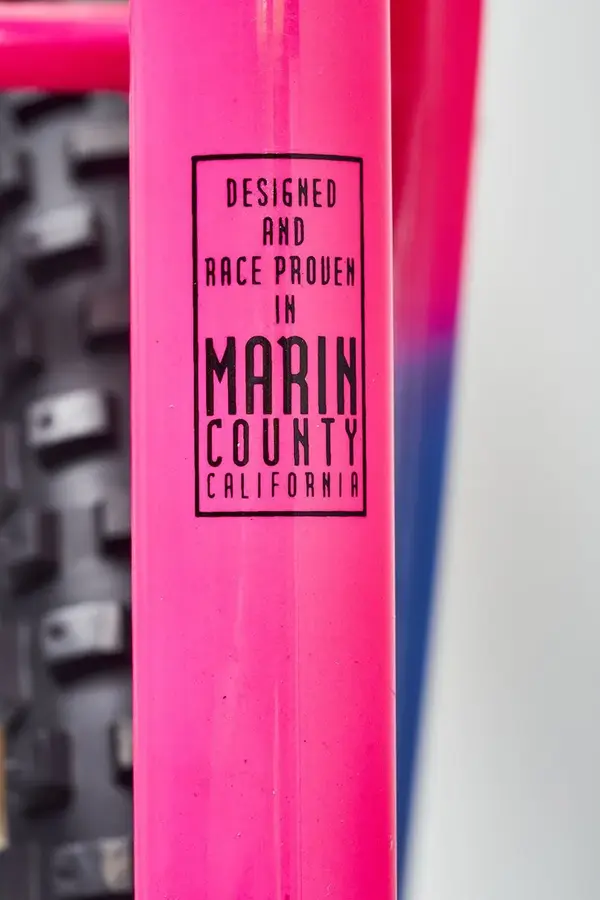 DESIGNED
AND
RACE PROVEN
IN
MARIN
COUNTY
CALIFORNIA